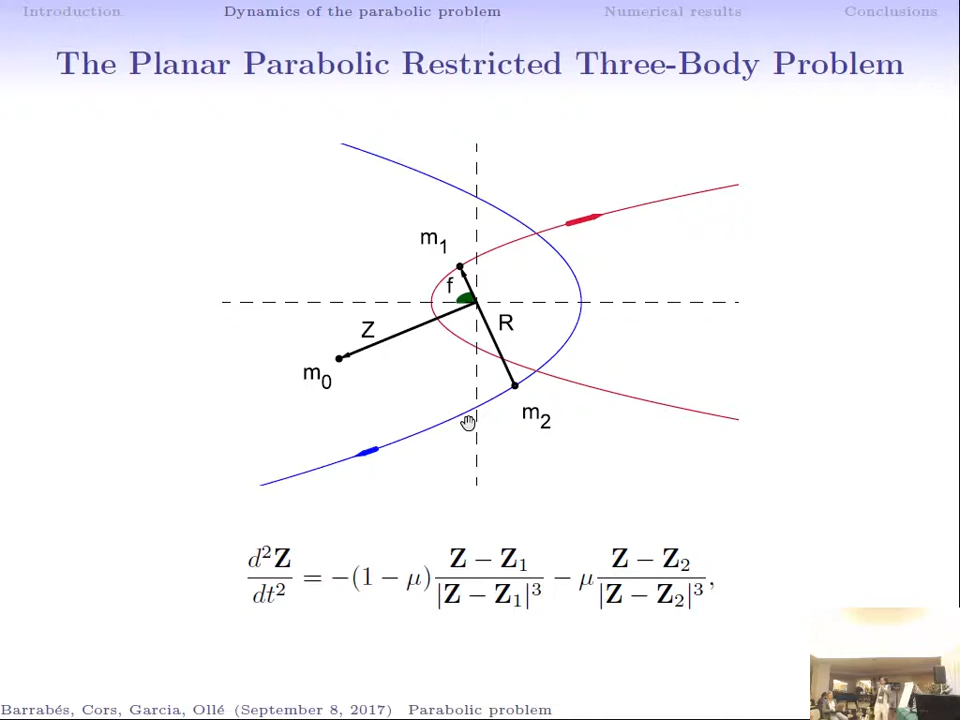 Introduction Dynamics of the parabolic problem Numerical results Conclusions
The Planar Parabolic Restricted Three-Body Problem
m₁
f
R
Z
m₀
m₂
d²Z/dt² = −(1 − μ) (Z − Z₁)/|Z − Z₁|³ − μ (Z − Z₂)/|Z − Z₂|³,
Barrabés, Cors, Garcia, Ollé (September 8, 2017) Parabolic problem